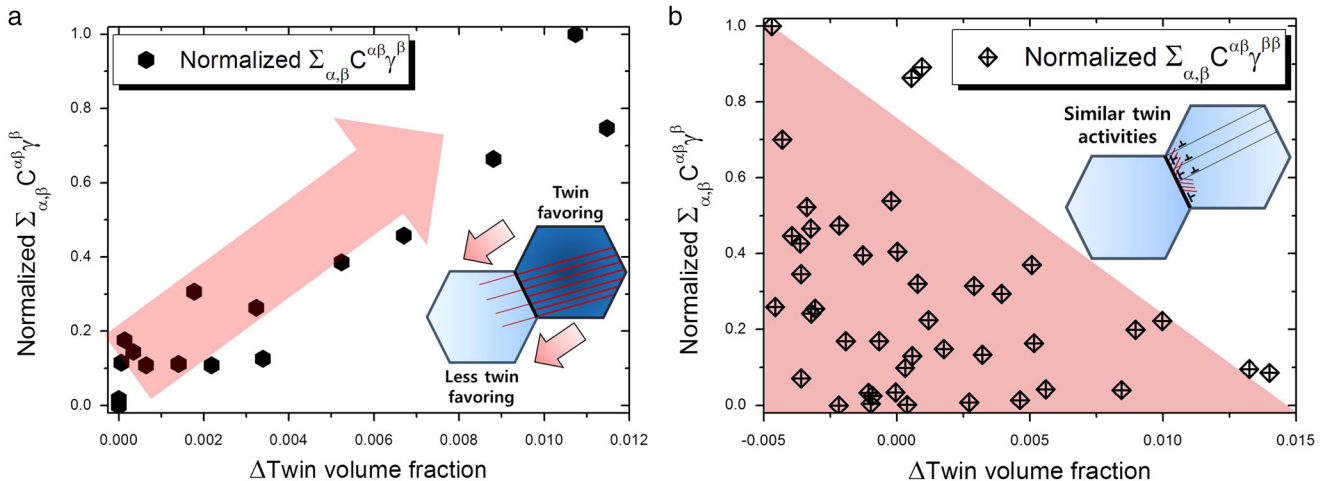 a
Normalized Σα,β Cαβγβ
1.0
0.8
0.6
0.4
0.2
0.0
Normalized Σα,β Cαβγβ
Twin
favoring
Less twin
favoring
0.000
0.002
0.004
0.006
0.008
0.010
0.012
ΔTwin volume fraction
b
Normalized Σα,β Cαβγββ
1.0
0.8
0.6
0.4
0.2
0.0
Normalized Σα,β Cαβγβ
Similar twin
activities
-0.005
0.000
0.005
0.010
0.015
ΔTwin volume fraction